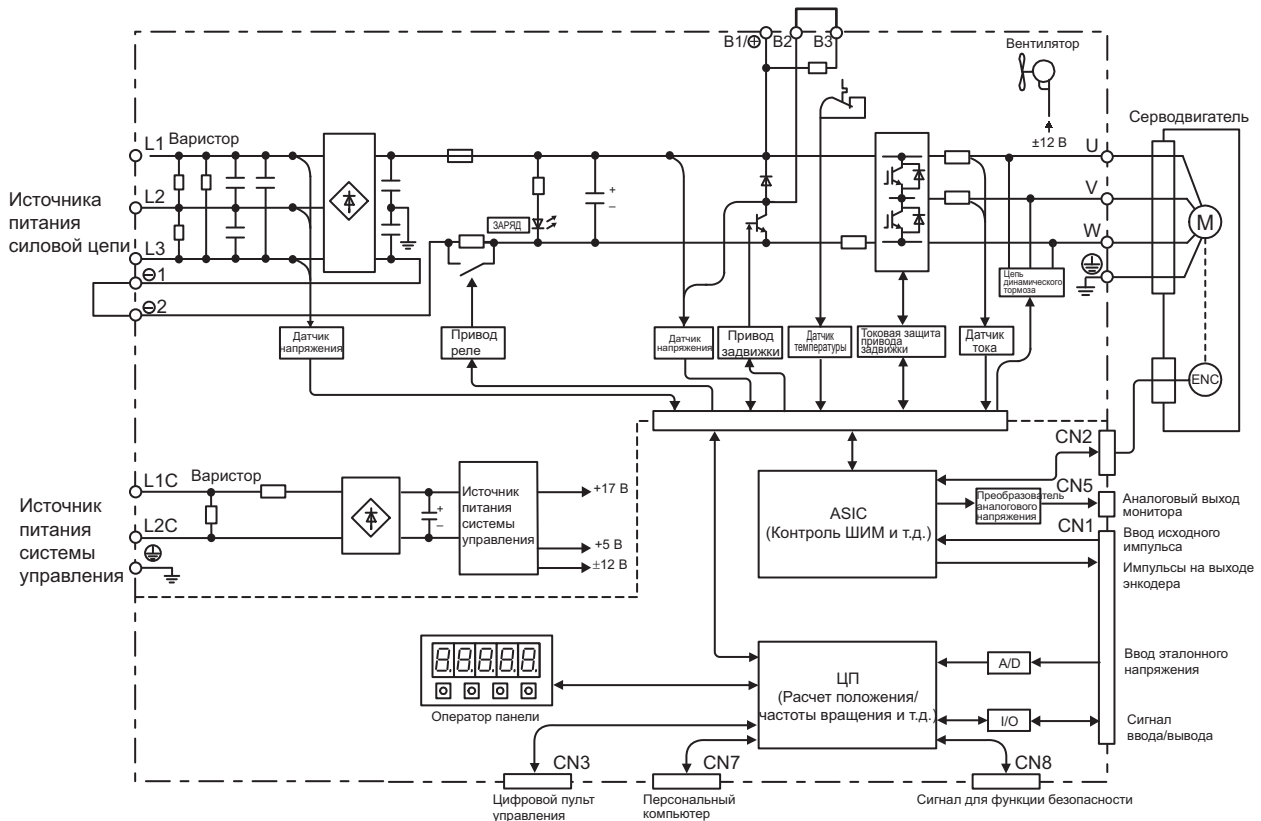 B1/⊕
B2
B3
Вентилятор
±12 В
Серводвигатель
L1
Варистор
U
Источника
питания
силовой цепи
L2
V
ЗАРЯД
+
–
W
M
L3
⊖1
⊖2
Цепь
динамического
тормоза
Датчик
напряжения
Привод
реле
Датчик
напряжения
Привод
задвижки
Датчик
температуры
Токовая защита
привода
задвижки
Датчик
тока
ENC
CN2
L1C
Варистор
Источник
питания
системы
управления
L2C
+
–
Источник
питания
системы
управления
+17 В
+5 В
±12 В
ASIC
(Контроль ШИМ и т.д.)
Преобразователь
аналогового
напряжения
CN5
Аналоговый выход
монитора
CN1
Ввод исходного
импульса
Импульсы на выходе
энкодера
8.8.8.8.8.
Оператор панели
ЦП
(Расчет положения/
частоты вращения и т.д.)
A/D
Ввод эталонного
напряжения
I/O
Сигнал
ввода/вывода
CN3
CN7
CN8
Цифровой пульт
управления
Персональный
компьютер
Сигнал для функции безопасности